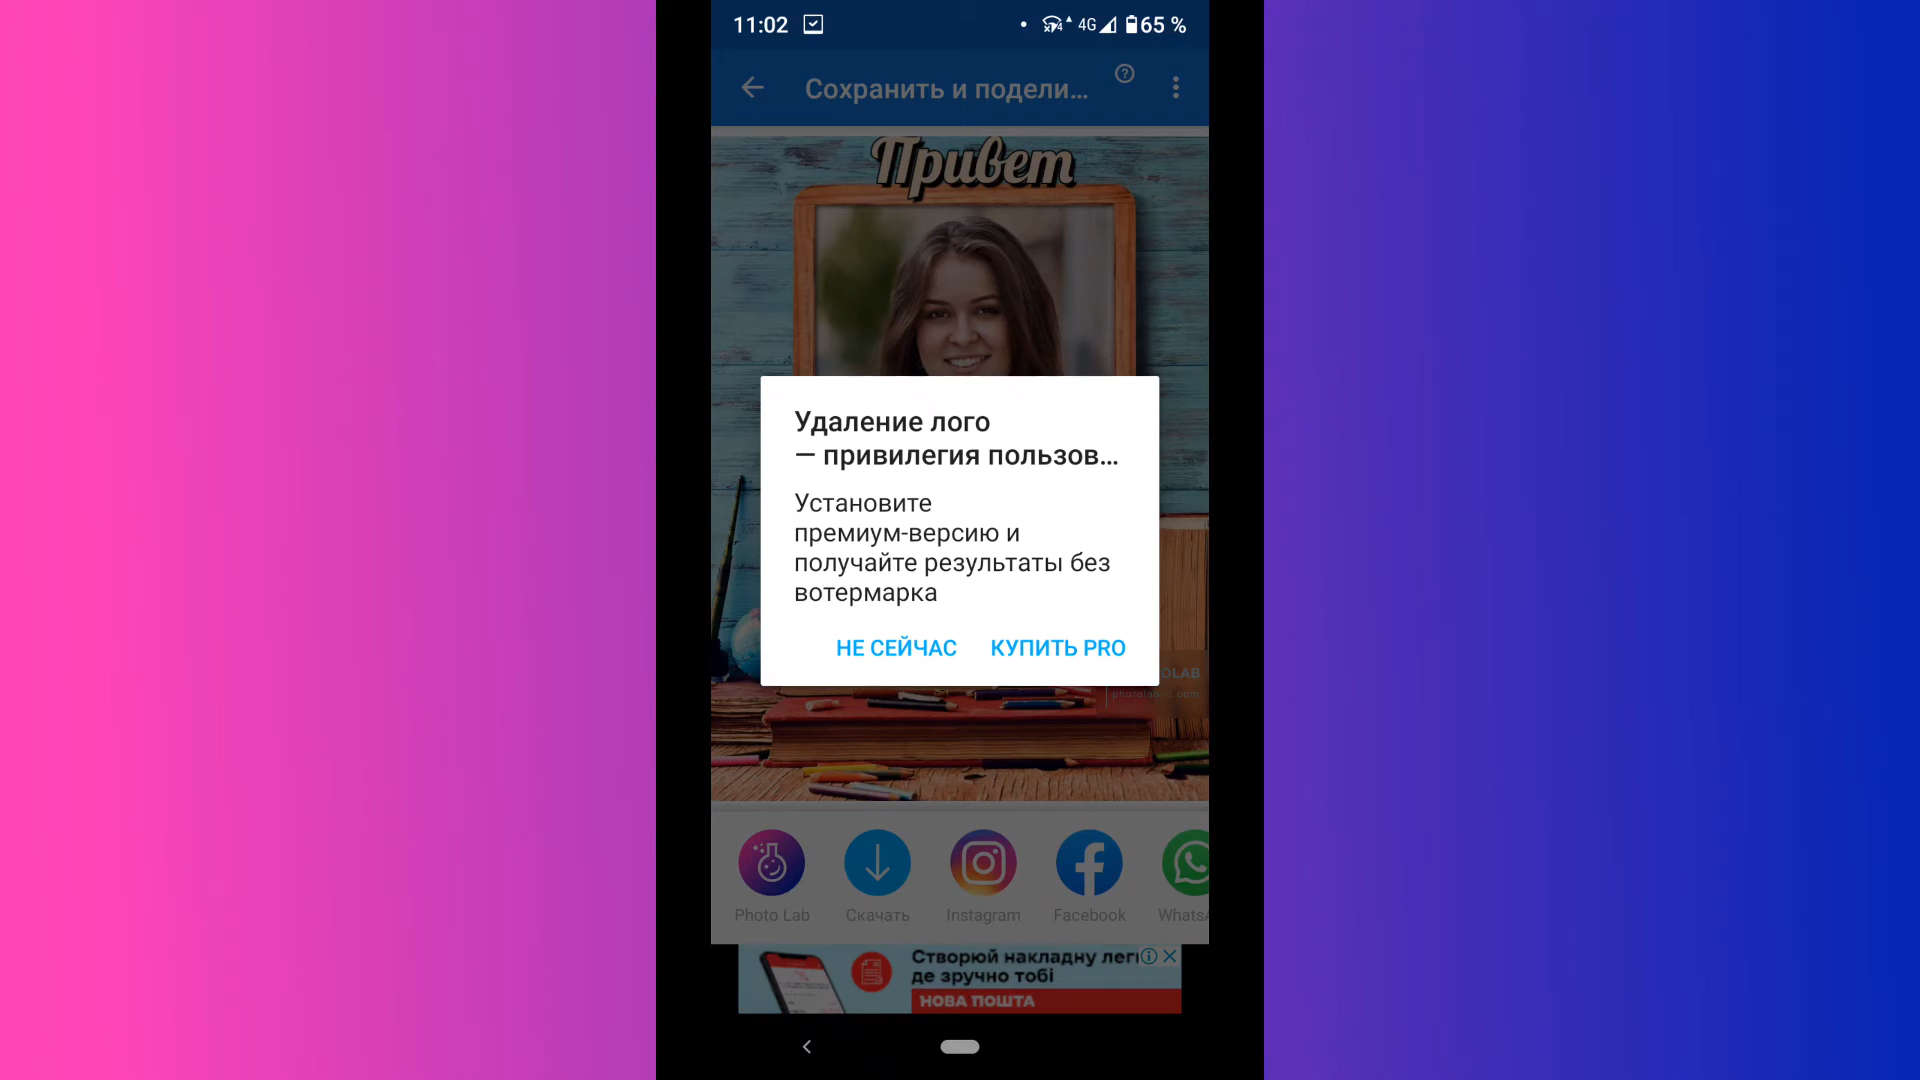 11:02
4G
65 %
Сохранить и подели...
Привет
Удаление лого
— привилегия пользов...
Установите
премиум-версию и
получайте результаты без
вотермарка
НЕ СЕЙЧАС КУПИТЬ PRO
Photo Lab
Скачать
Instagram
Facebook
Створюй накладну
де зручно тобі
НОВА ПОШТА